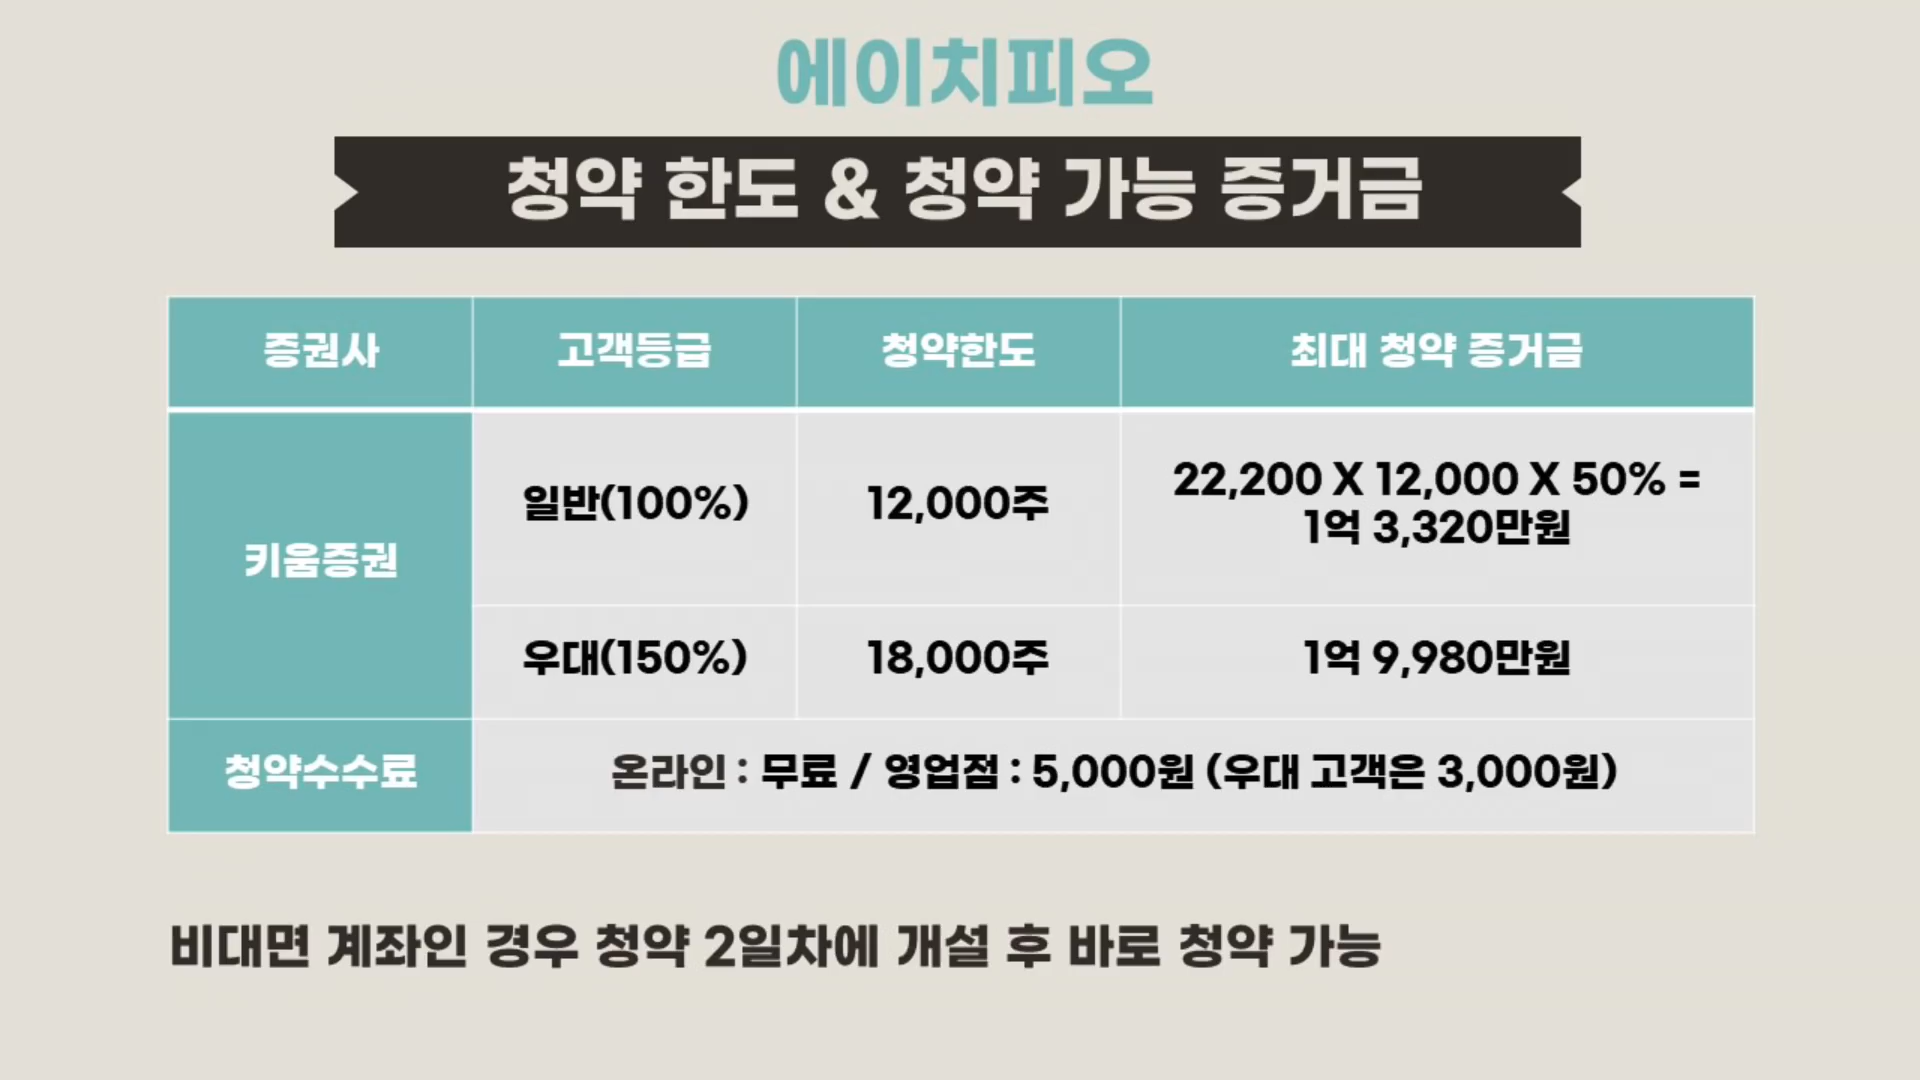 에이치피오
청약 한도 & 청약 가능 증거금
증권사 고객등급 청약한도 최대 청약 증거금
키움증권
일반(100%) 12,000주
22,200 X 12,000 X 50% =
1억 3,320만원
우대(150%) 18,000주 1억 9,980만원
청약수수료 온라인 : 무료 / 영업점 : 5,000원 (우대 고객은 3,000원)
비대면 계좌인 경우 청약 2일차에 개설 후 바로 청약 가능